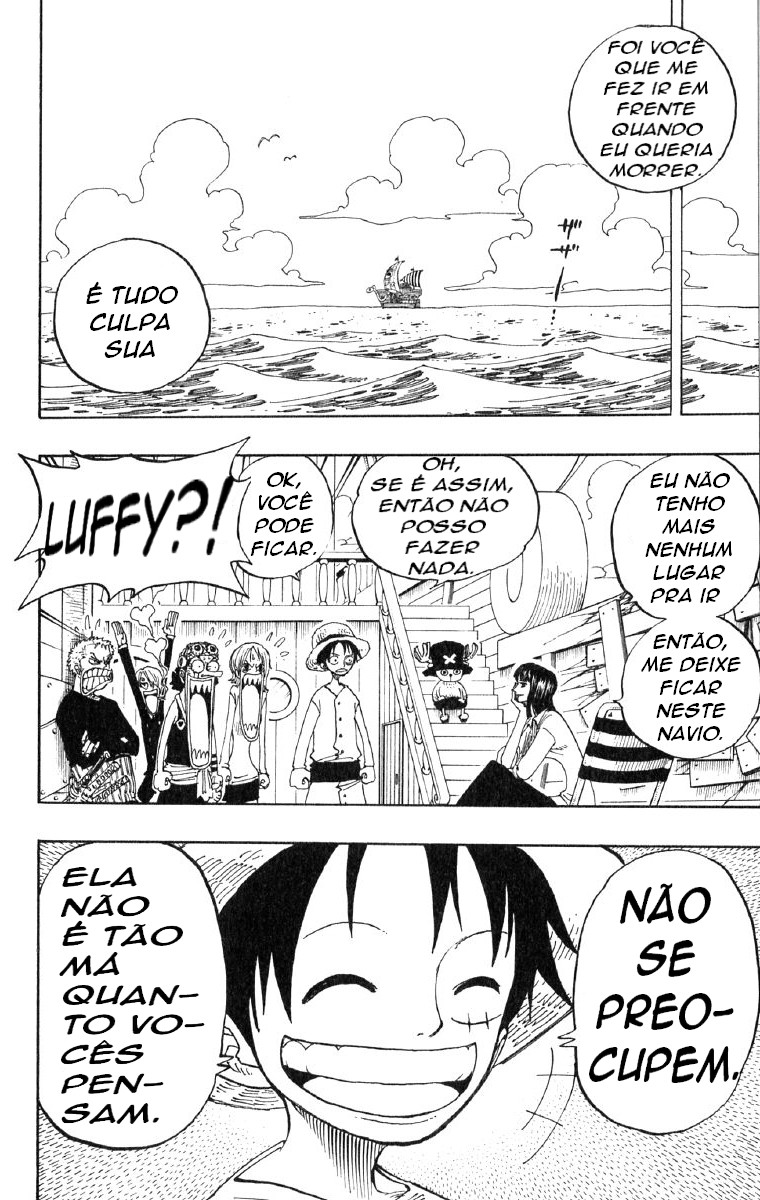 FOI VOCÊ
QUE ME
FEZ IR EM
FRENTE
QUANDO
EU QUERIA
MORRER.
ザザ
É TUDO
CULPA
SUA
EU NÃO
TENHO
MAIS
NENHUM
LUGAR
PRA IR
ENTÃO,
ME DEIXE
FICAR
NESTE
NAVIO.
OH,
SE É ASSIM,
ENTÃO NÃO
POSSO
FAZER
NADA.
OK,
VOCÊ
PODE
FICAR.
LUFFY?!
NÃO
SE
PREO-
CUPEM.
ELA
NÃO
É TÃO
MÁ
QUAN-
TO VO-
CÊS
PEN-
SAM.